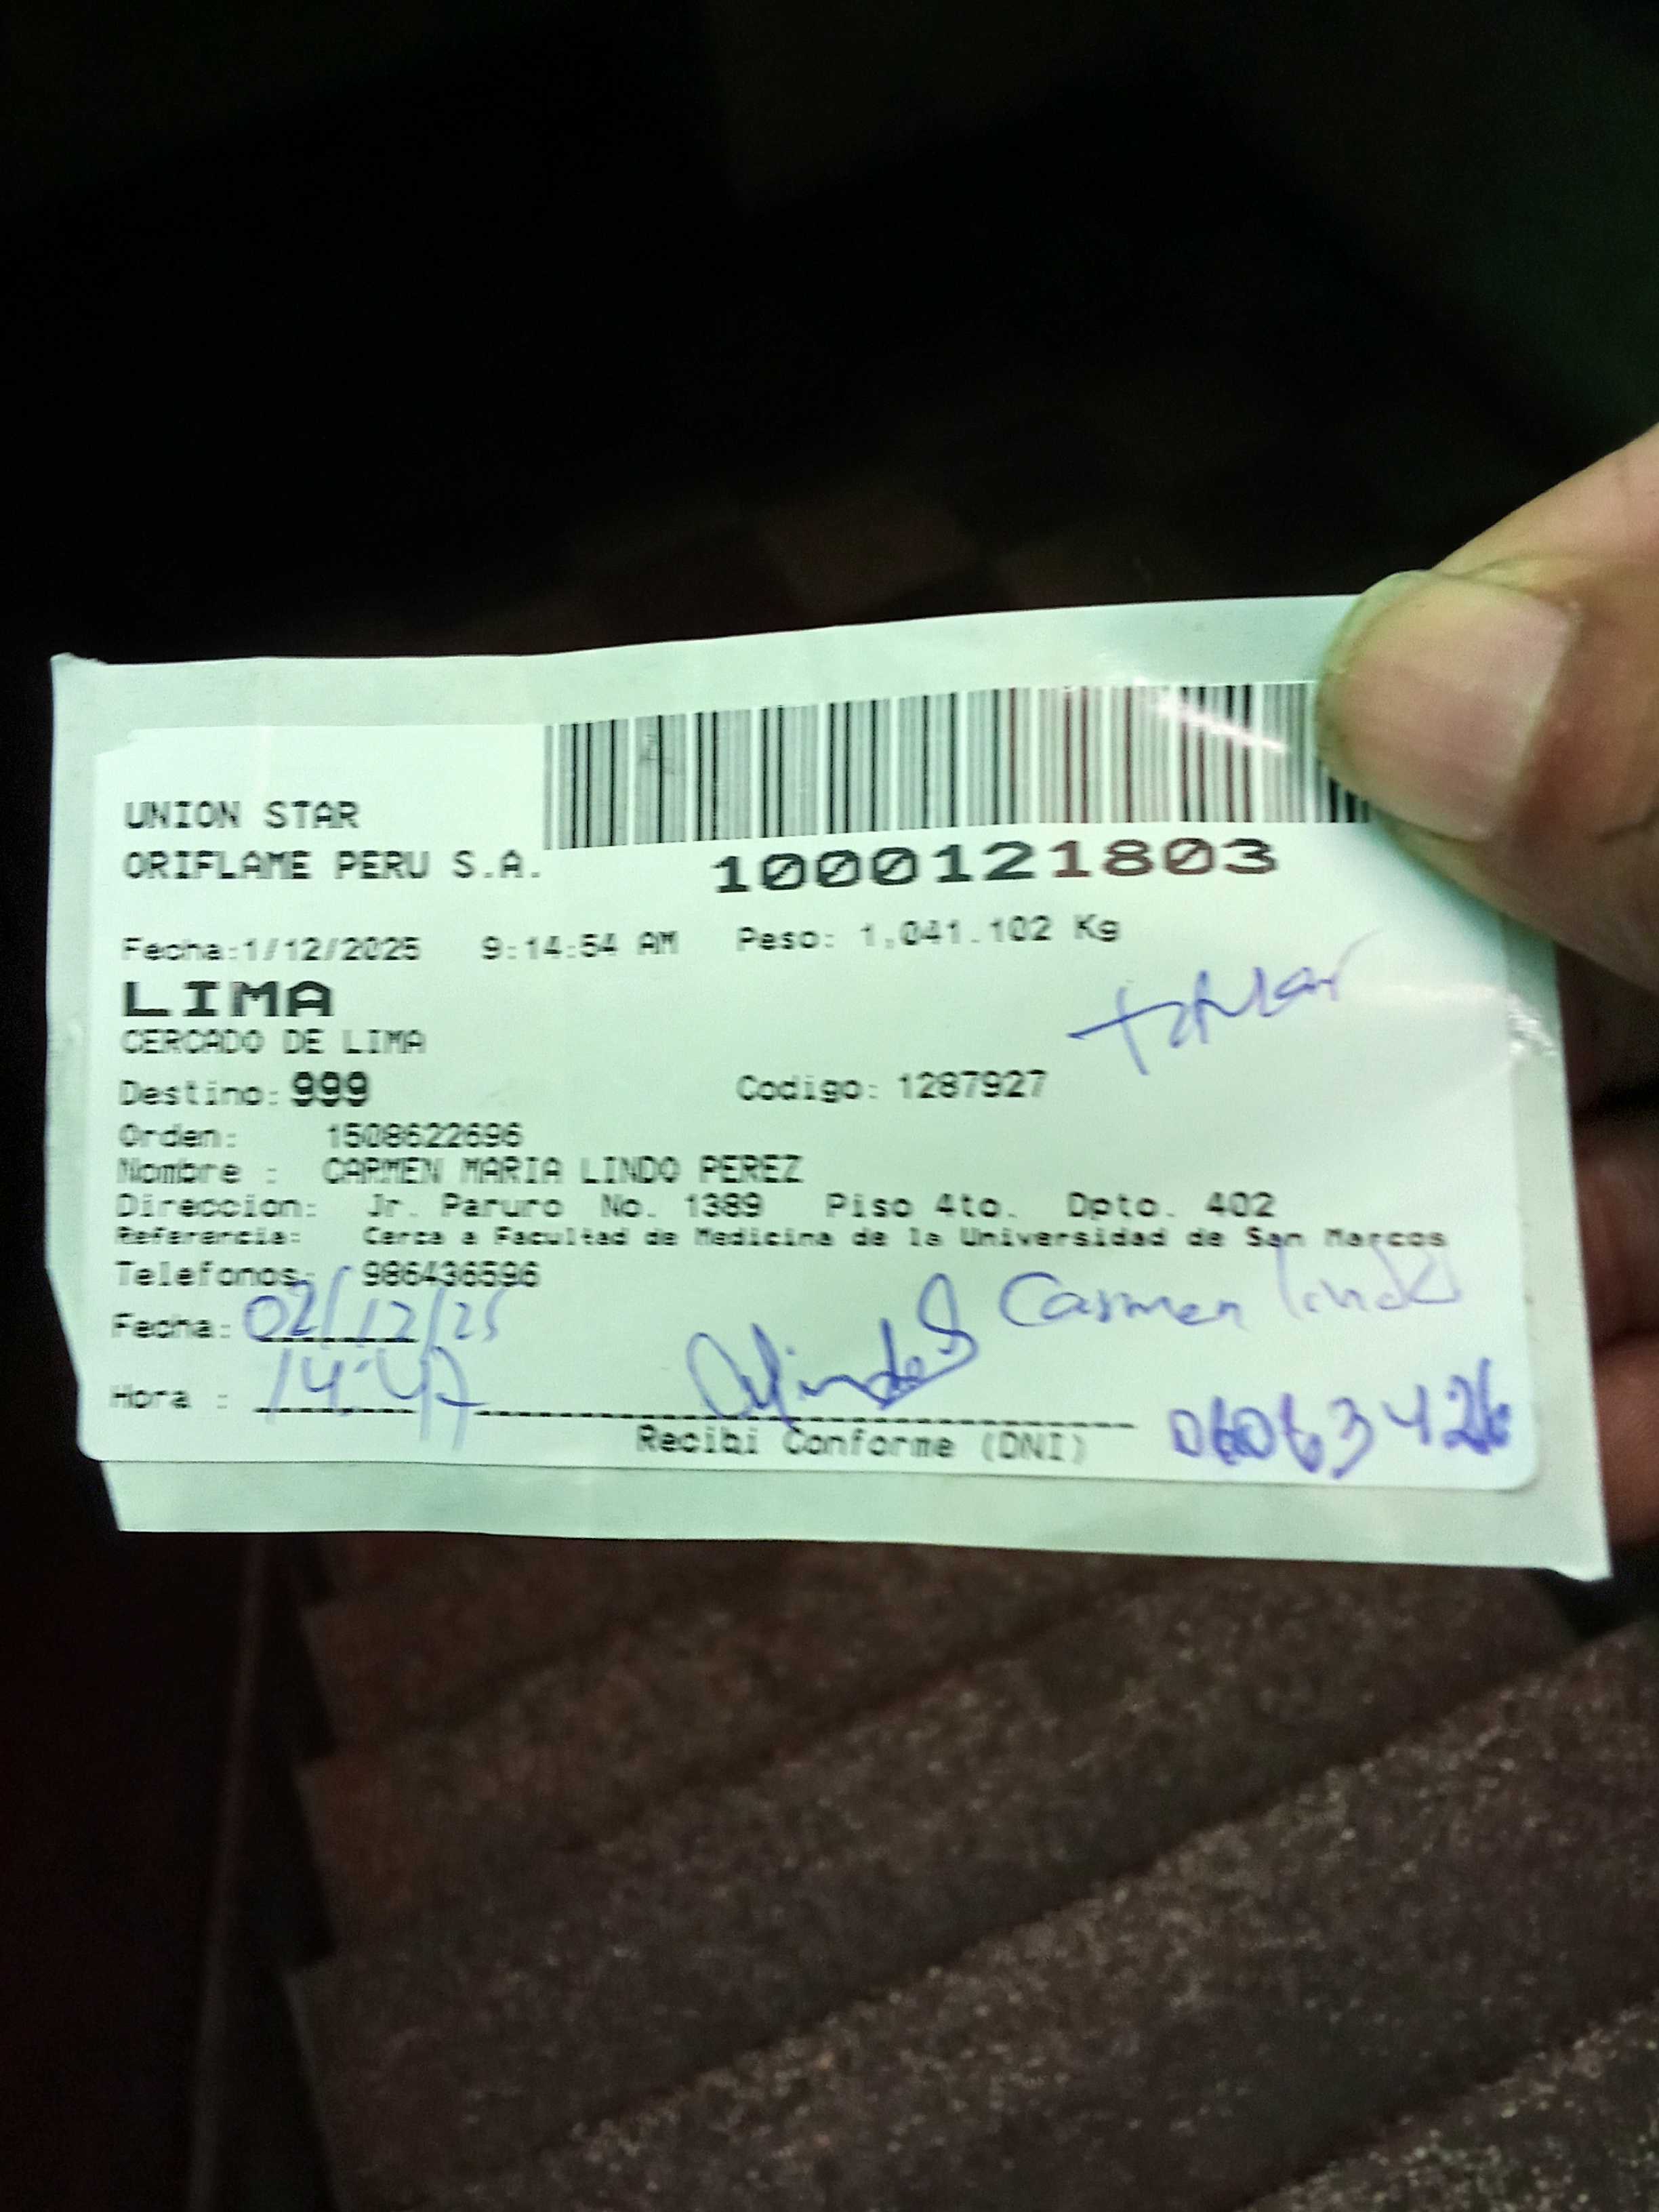 UNION STAR
ORIFLAME PERU S.A.
1000121803
Fecha:1/12/2025 9:14:54 AM Peso: 1,041.102 Kg
LIMA
CERCADO DE LIMA
Destino: 999 Codigo: 1287927
Orden: 1508622696
Nombre : CARMEN MARIA LINDO PEREZ
Direccion: Jr. Paruro No. 1389 Piso 4to. Dpto. 402
Referencia: Cerca a Facultad de Medicina de la Universidad de San Marcos
Telefonos: 986436596
Carmen Lindo
Fecha: 02/12/25
Hora : 14:47
Recibi Conforme (DNI) 06063426